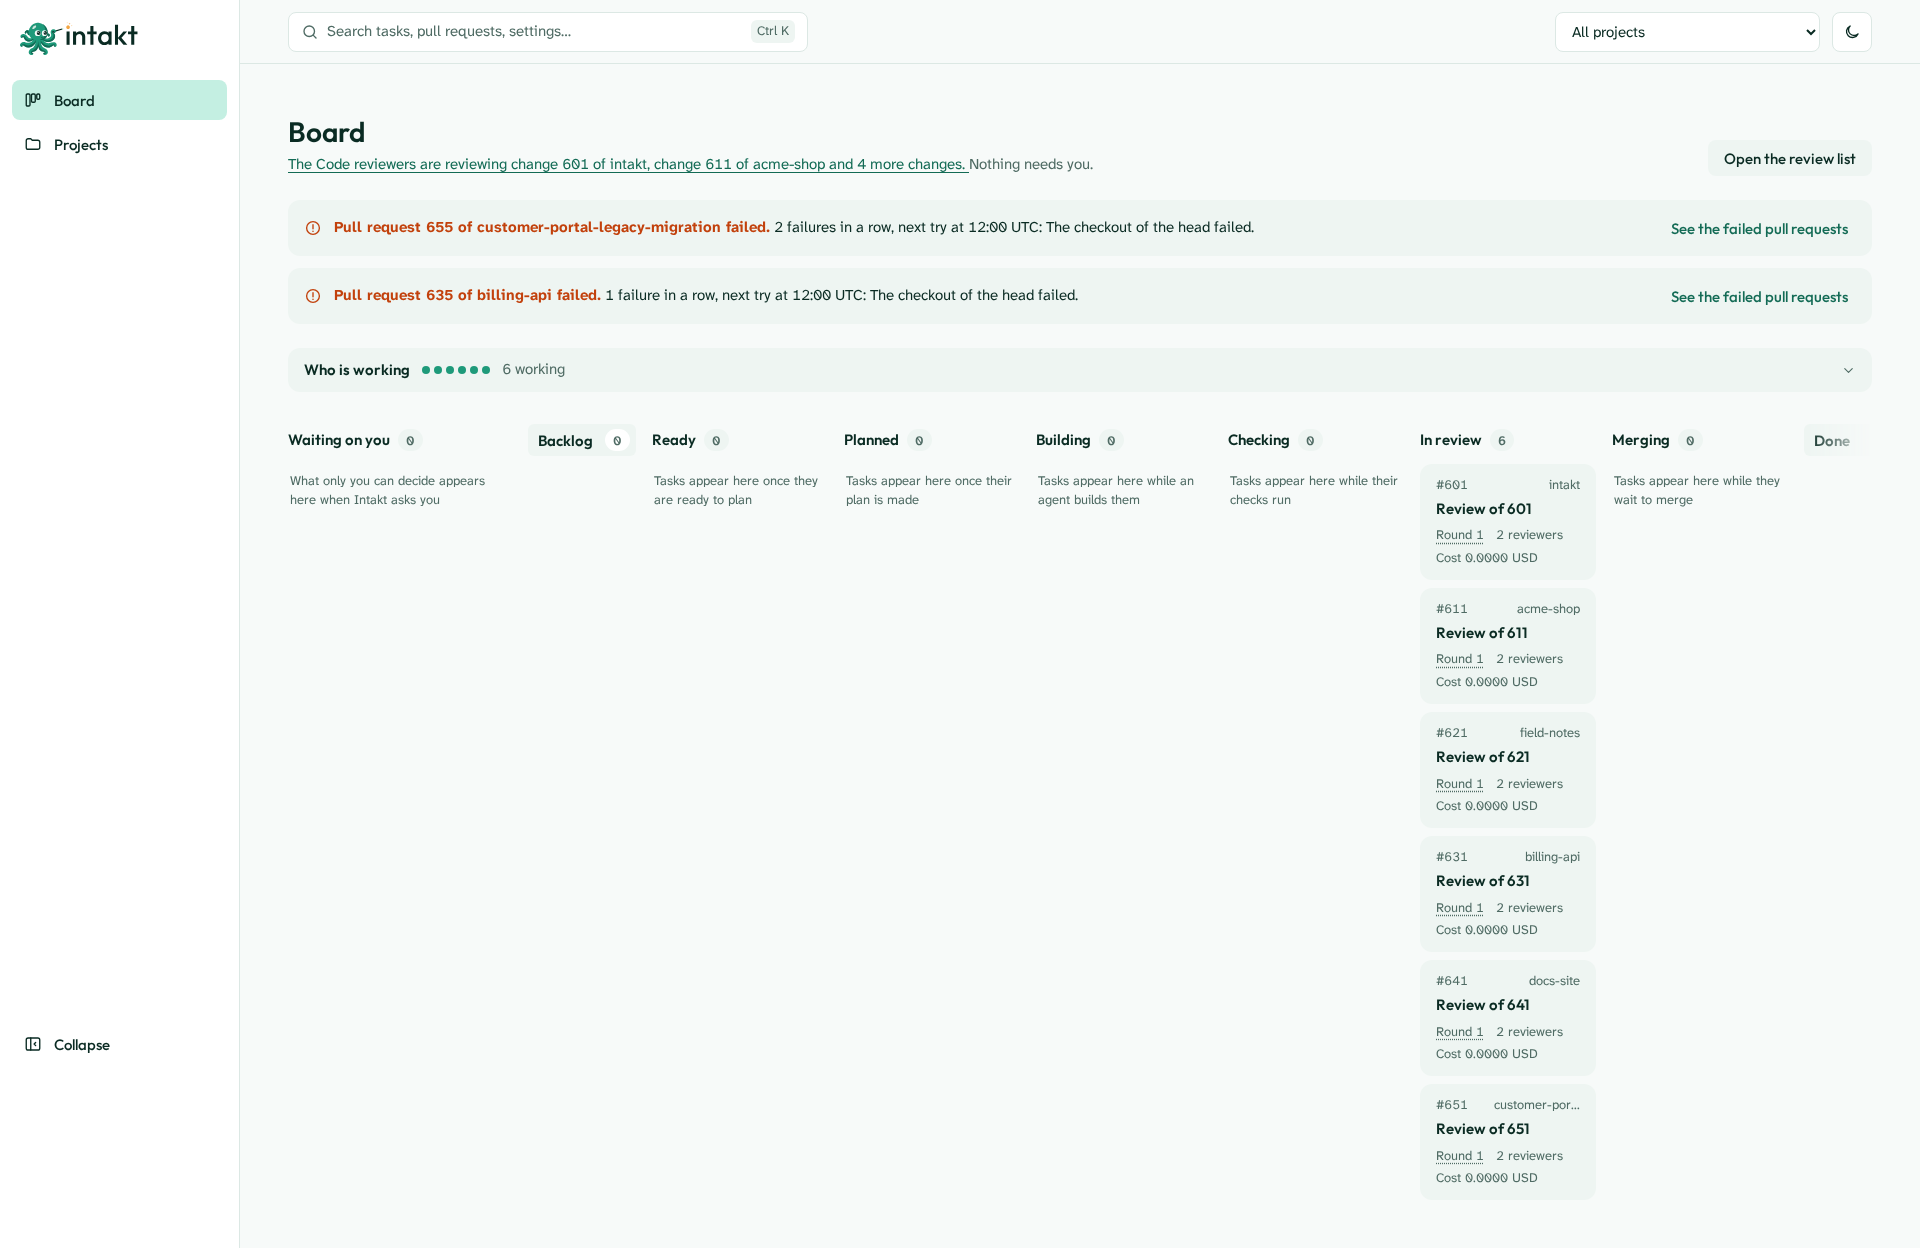 intakt
Search tasks, pull requests, settings... Ctrl K
All projects
Board
Projects
Collapse
Board
The Code reviewers are reviewing change 601 of intakt, change 611 of acme-shop and 4 more changes. Nothing needs you.
Open the review list
Pull request 655 of customer-portal-legacy-migration failed. 2 failures in a row, next try at 12:00 UTC: The checkout of the head failed.
See the failed pull requests
Pull request 635 of billing-api failed. 1 failure in a row, next try at 12:00 UTC: The checkout of the head failed.
See the failed pull requests
Who is working 6 working
Waiting on you 0
What only you can decide appears
here when Intakt asks you
Backlog 0
Ready 0
Tasks appear here once they
are ready to plan
Planned 0
Tasks appear here once their
plan is made
Building 0
Tasks appear here while an
agent builds them
Checking 0
Tasks appear here while their
checks run
In review 6
#601 intakt
Review of 601
Round 1 2 reviewers
Cost 0.0000 USD
#611 acme-shop
Review of 611
Round 1 2 reviewers
Cost 0.0000 USD
#621 field-notes
Review of 621
Round 1 2 reviewers
Cost 0.0000 USD
#631 billing-api
Review of 631
Round 1 2 reviewers
Cost 0.0000 USD
#641 docs-site
Review of 641
Round 1 2 reviewers
Cost 0.0000 USD
#651 customer-por...
Review of 651
Round 1 2 reviewers
Cost 0.0000 USD
Merging 0
Tasks appear here while they
wait to merge
Done